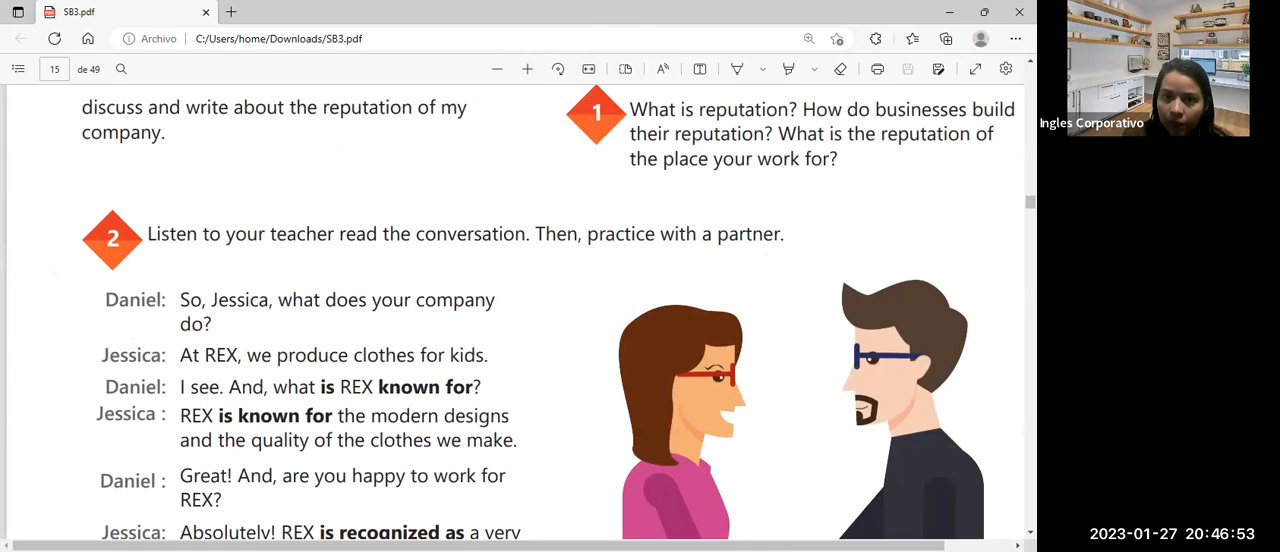 SB3.pdf
Archivo
C:/Users/home/Downloads/SB3.pdf
15
de 49
discuss and write about the reputation of my
company.
1
What is reputation? How do businesses build
their reputation? What is the reputation of
the place your work for?
2
Listen to your teacher read the conversation. Then, practice with a partner.
Daniel: So, Jessica, what does your company
do?
Jessica: At REX, we produce clothes for kids.
Daniel: I see. And, what is REX known for?
Jessica : REX is known for the modern designs
and the quality of the clothes we make.
Daniel : Great! And, are you happy to work for
REX?
Jessica: Absolutely! REX is recognized as a very
Ingles Corporativo
2023-01-27 20:46:53